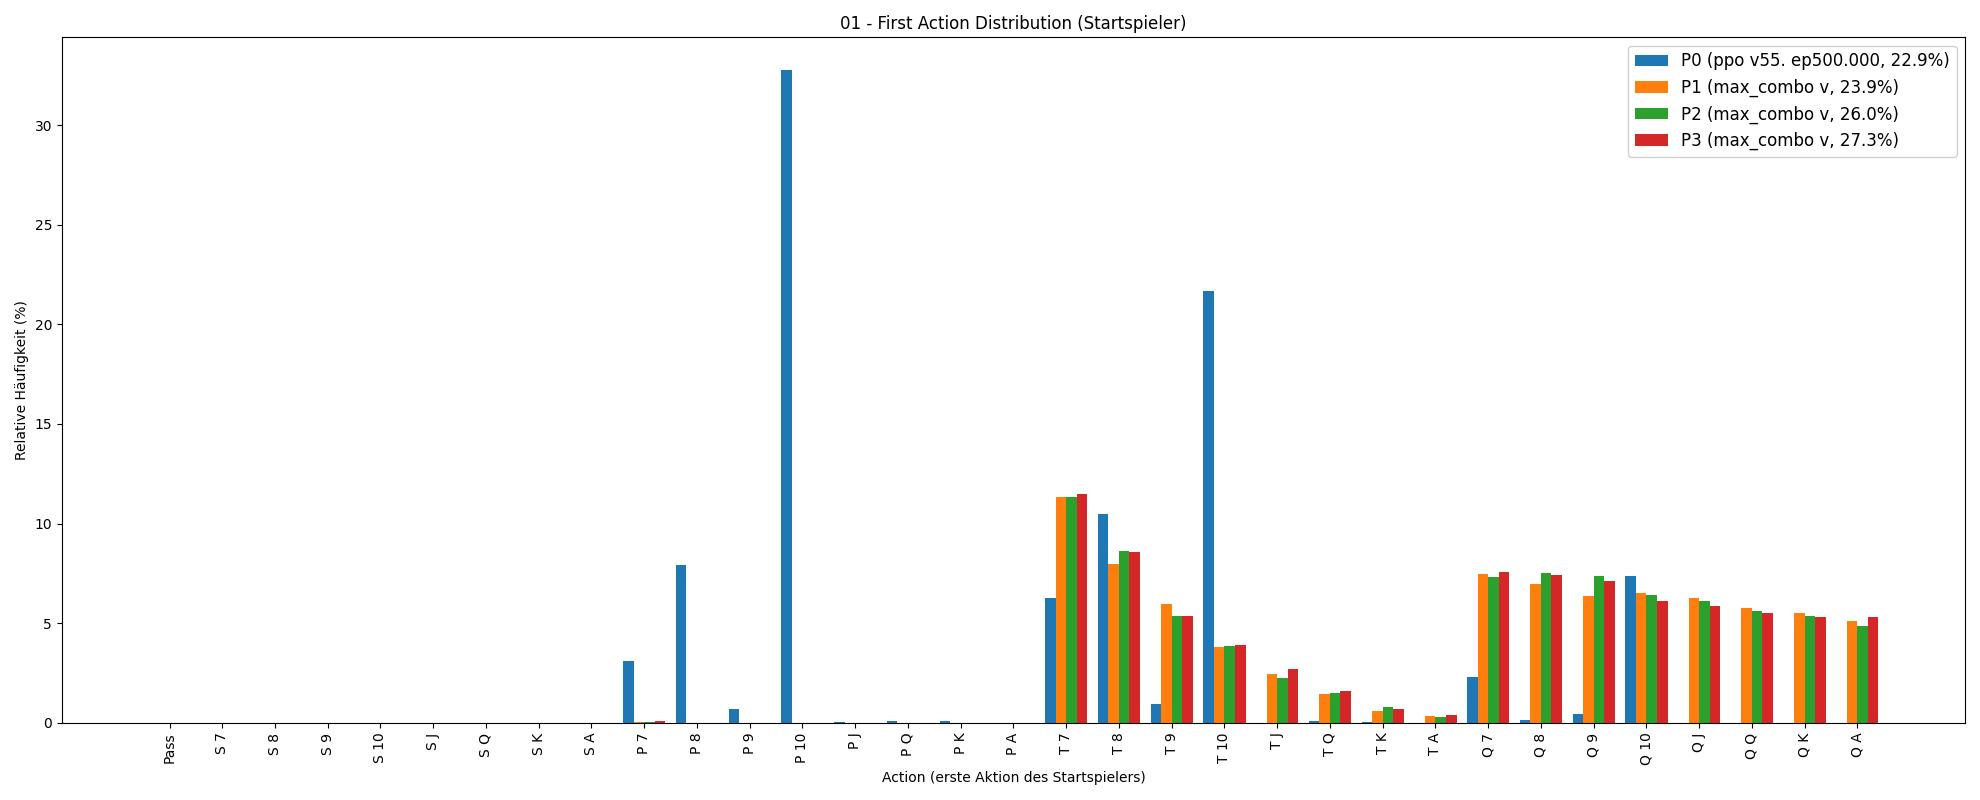 01 - First Action Distribution (Startspieler)
P0 (ppo v55. ep500.000, 22.9%)
P1 (max_combo v, 23.9%)
P2 (max_combo v, 26.0%)
P3 (max_combo v, 27.3%)
Relative Häufigkeit (%)
30
25
20
15
10
5
0
Pass
S 7
S 8
S 9
S 10
S J
S Q
S K
S A
P 7
P 8
P 9
P 10
P J
P Q
P K
P A
T 7
T 8
T 9
T 10
T J
T Q
T K
T A
Q 7
Q 8
Q 9
Q 10
Q J
Q Q
Q K
Q A
Action (erste Aktion des Startspielers)